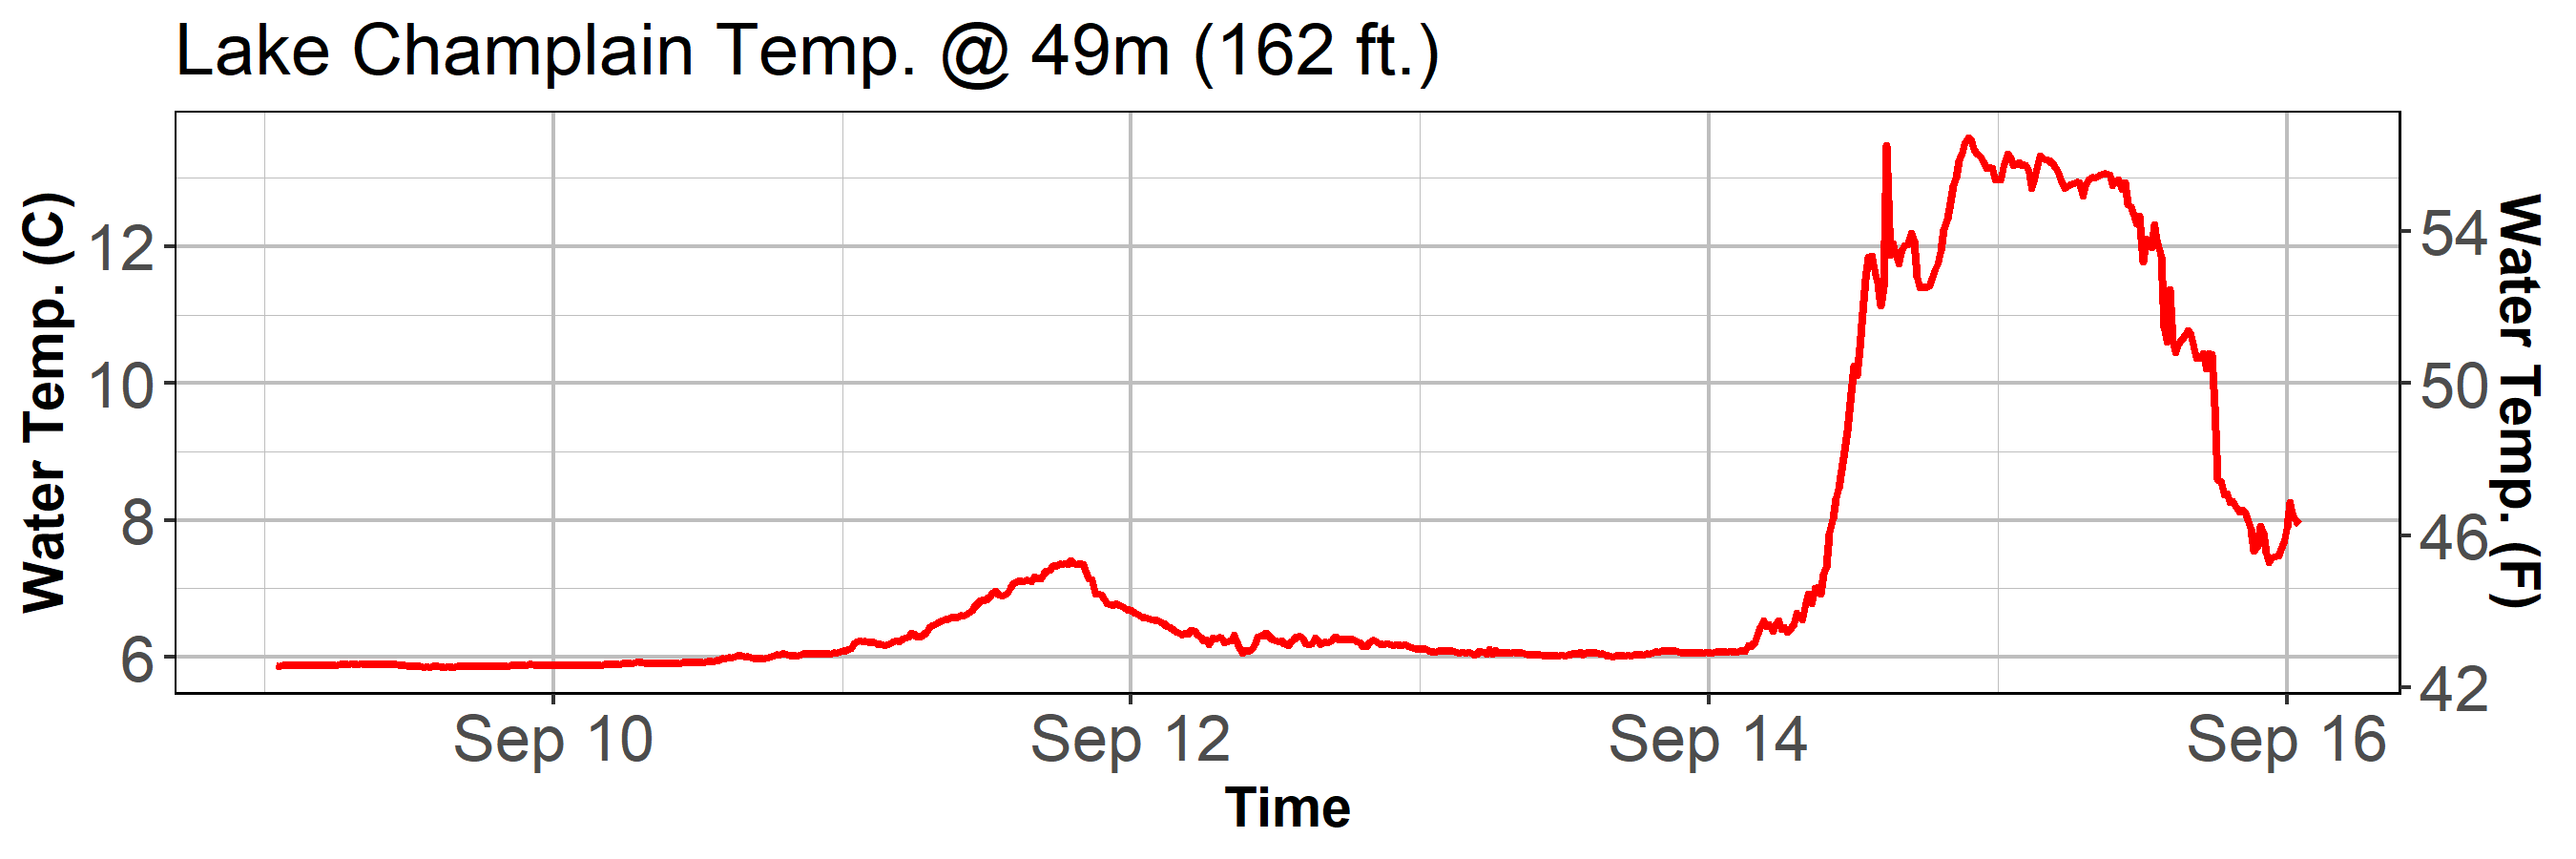 Lake Champlain Temp. @ 49m (162 ft.)
Water Temp. (C)
12
10
8
6
54
50
46
42
Water Temp. (F)
Sep 10
Sep 12
Sep 14
Sep 16
Time